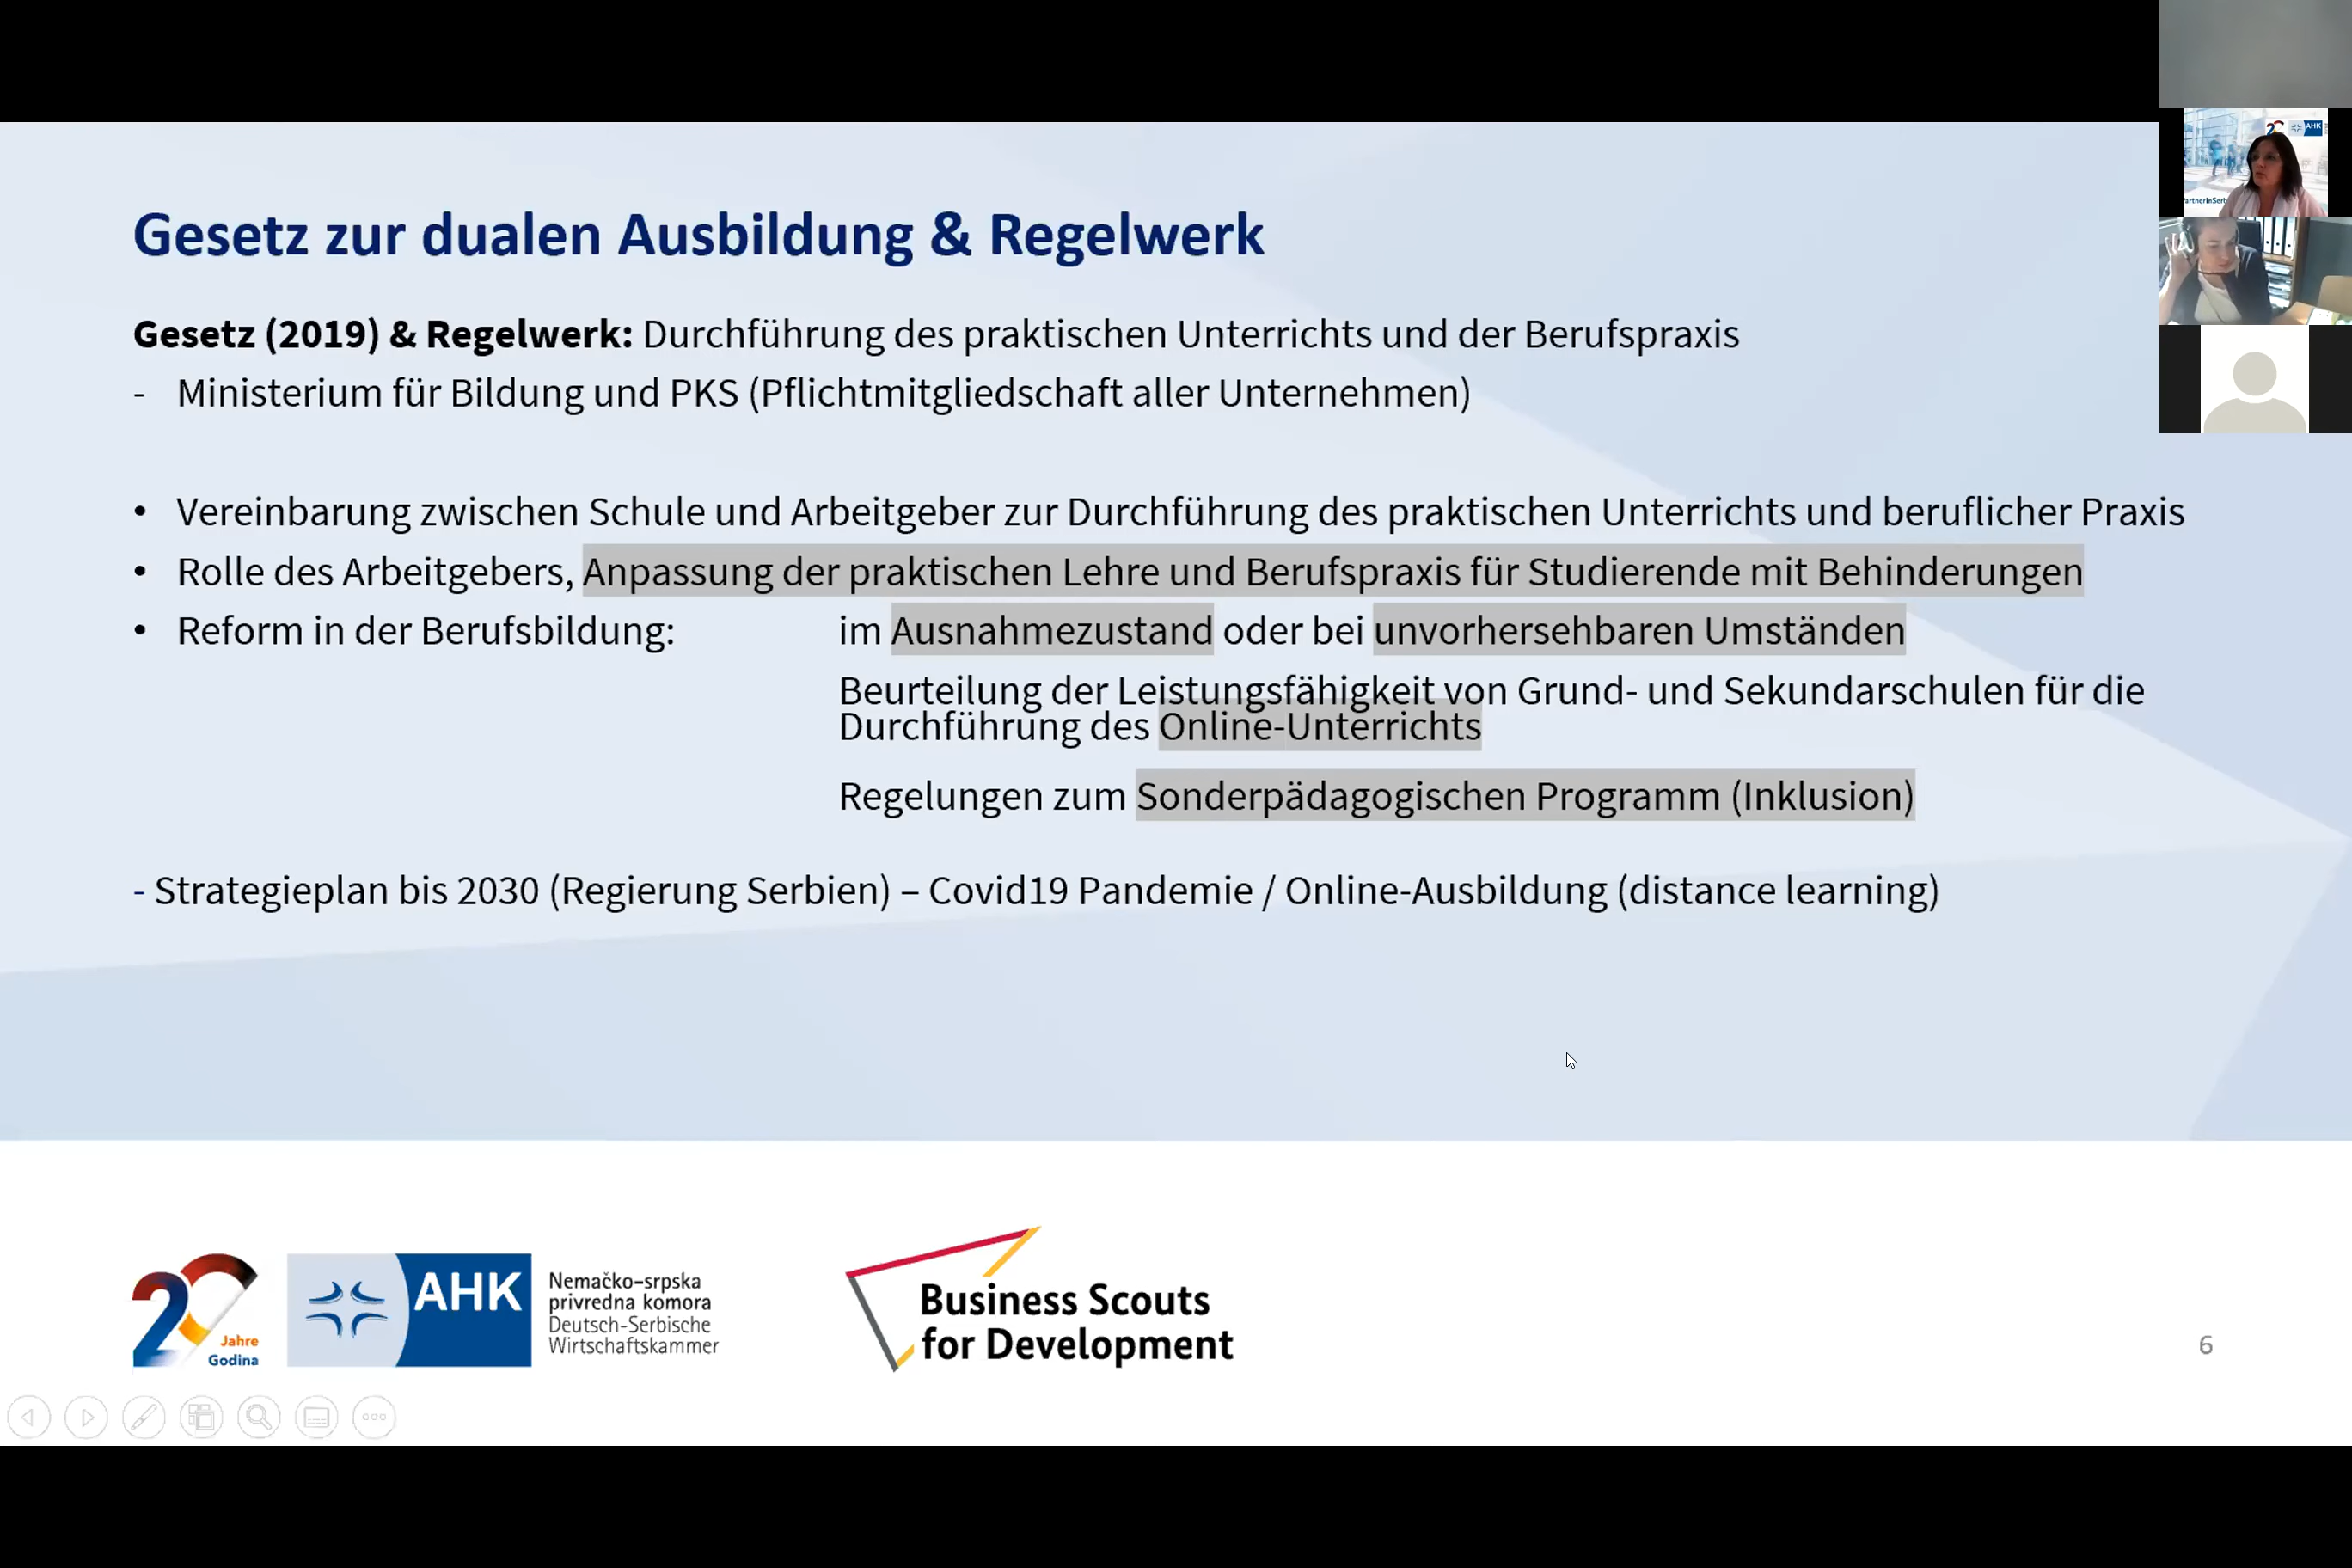 Gesetz zur dualen Ausbildung & Regelwerk
Gesetz (2019) & Regelwerk: Durchführung des praktischen Unterrichts und der Berufspraxis
- Ministerium für Bildung und PKS (Pflichtmitgliedschaft aller Unternehmen)
• Vereinbarung zwischen Schule und Arbeitgeber zur Durchführung des praktischen Unterrichts und beruflicher Praxis
• Rolle des Arbeitgebers, Anpassung der praktischen Lehre und Berufspraxis für Studierende mit Behinderungen
• Reform in der Berufsbildung: im Ausnahmezustand oder bei unvorhersehbaren Umständen
Beurteilung der Leistungsfähigkeit von Grund- und Sekundarschulen für die
Durchführung des Online-Unterrichts
Regelungen zum Sonderpädagogischen Programm (Inklusion)
- Strategieplan bis 2030 (Regierung Serbien) – Covid19 Pandemie / Online-Ausbildung (distance learning)
20 Jahre
Godina
AHK
Nemačko-srpska
privredna komora
Deutsch-Serbische
Wirtschaftskammer
Business Scouts
for Development
6
AHK